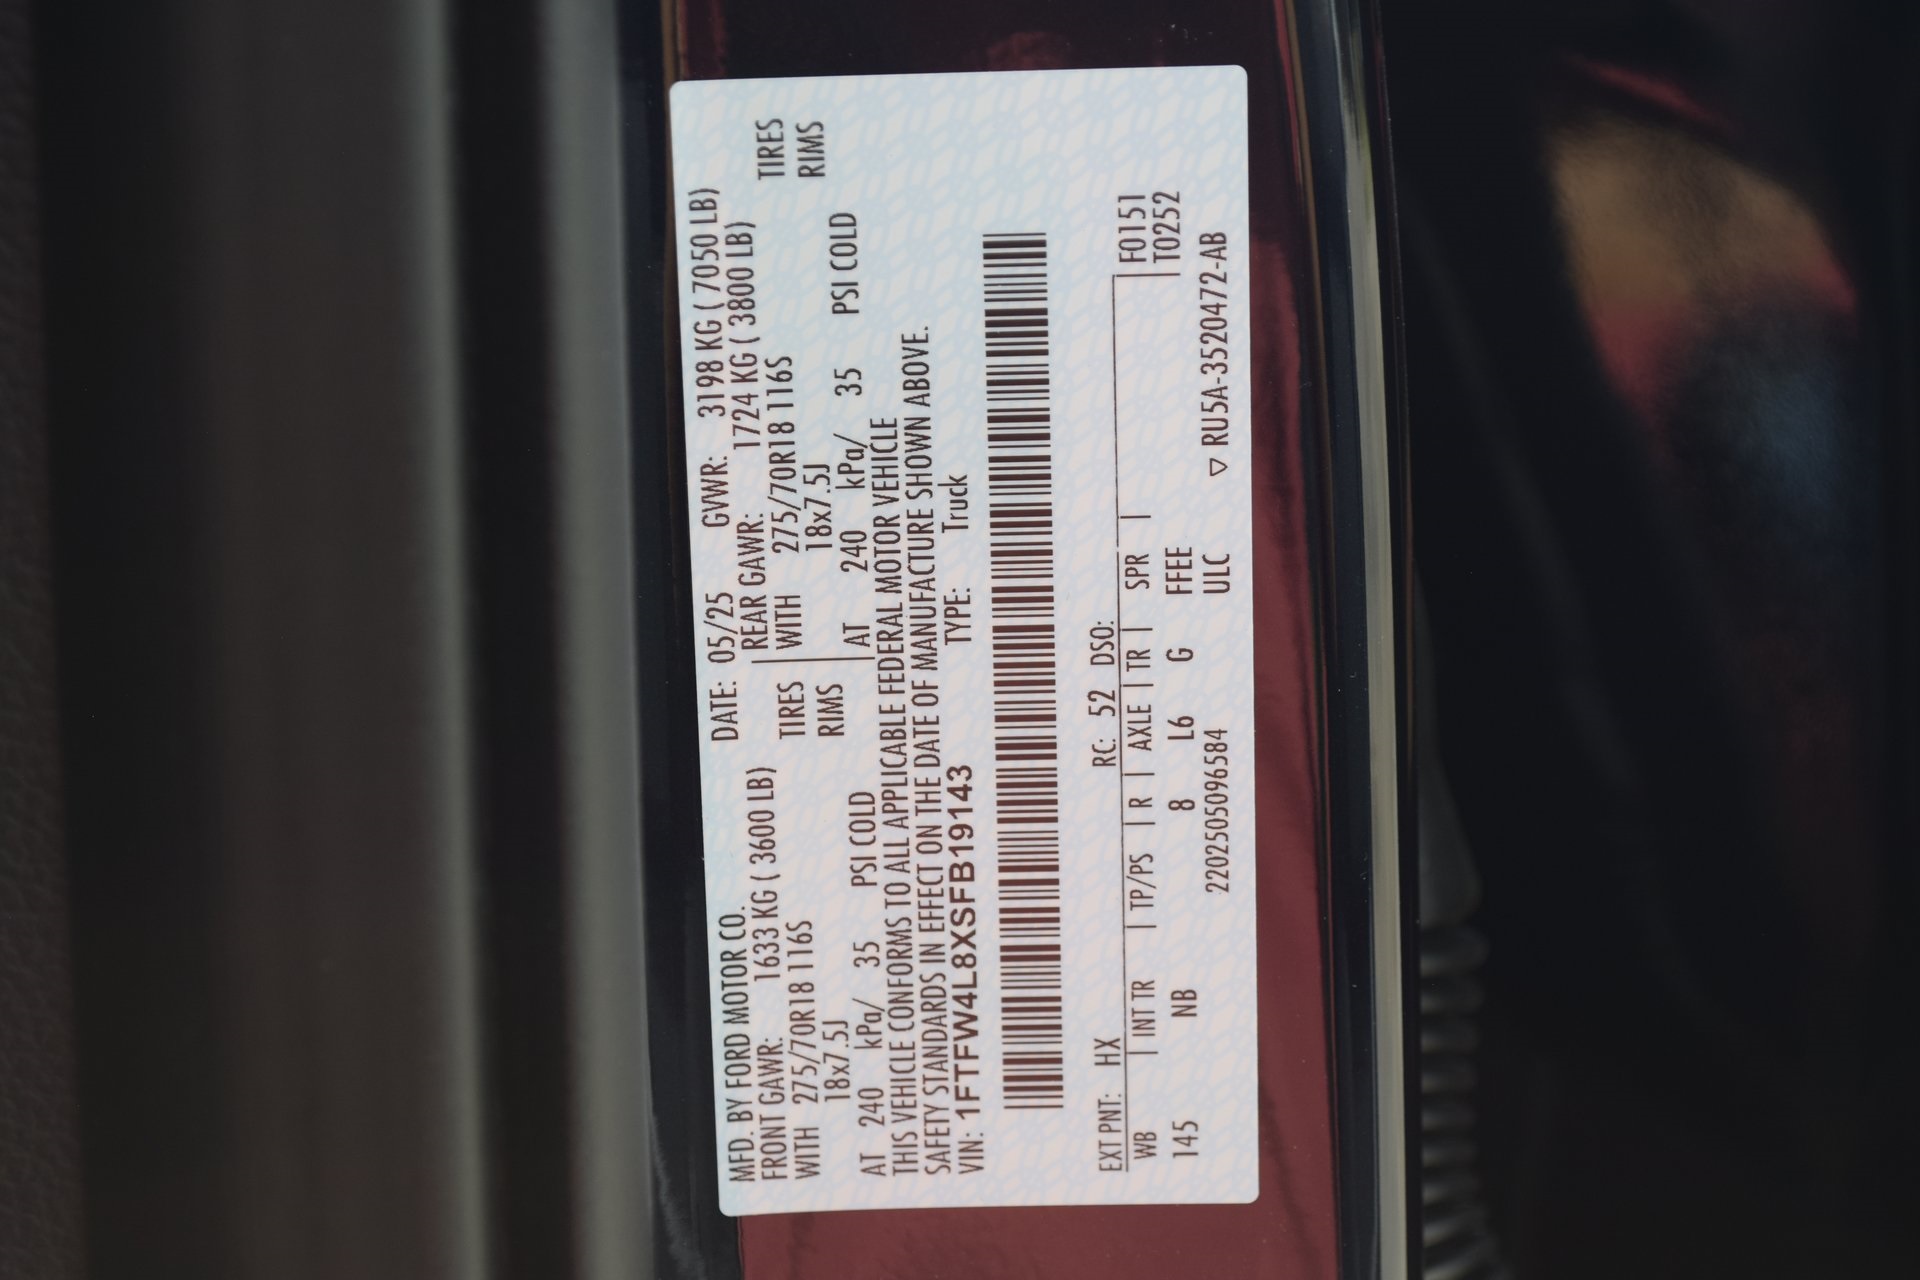 MFD. BY FORD MOTOR CO. DATE: 05/25 GVWR: 3198 KG ( 7050 LB)
FRONT GAWR: 1633 KG ( 3600 LB) REAR GAWR: 1724 KG ( 3800 LB)
WITH 275/70R18 116S TIRES WITH 275/70R18 116S TIRES
18x7.5J RIMS 18x7.5J RIMS
AT 240 kPa/ 35 PSI COLD AT 240 kPa/ 35 PSI COLD
THIS VEHICLE CONFORMS TO ALL APPLICABLE FEDERAL MOTOR VEHICLE
SAFETY STANDARDS IN EFFECT ON THE DATE OF MANUFACTURE SHOWN ABOVE.
VIN: 1FTFW4L8XSFB19143 TYPE: Truck
EXT PNT: HX RC: 52 DSO:
WB | INT TR | TP/PS | R | AXLE | TR | SPR | F0151
145 NB 8 L6 G FFEE T0252
2202505096584 ULC ▽ RU5A-3520472-AB